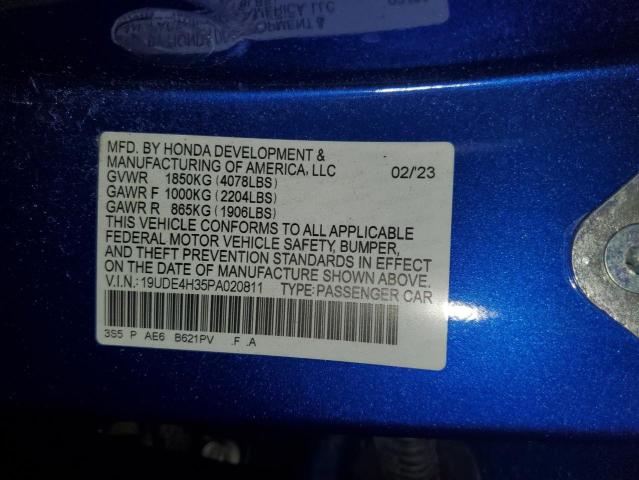 MFD. BY HONDA DEVELOPMENT &
MANUFACTURING OF AMERICA, LLC 02/'23
GVWR 1850KG (4078LBS)
GAWR F 1000KG (2204LBS)
GAWR R 865KG (1906LBS)
THIS VEHICLE CONFORMS TO ALL APPLICABLE
FEDERAL MOTOR VEHICLE SAFETY, BUMPER,
AND THEFT PREVENTION STANDARDS IN EFFECT
ON THE DATE OF MANUFACTURE SHOWN ABOVE.
V.I.N.: 19UDE4H35PA020811 TYPE: PASSENGER CAR
3S5 P AE6 B621PV .F .A